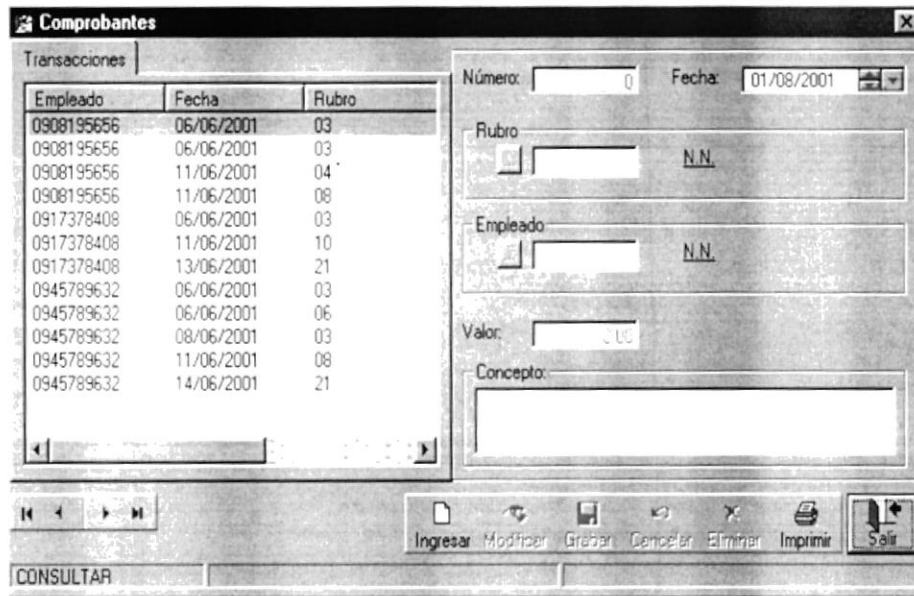 Comprobantes
Transacciones
Empleado Fecha Rubro
0908195656 06/06/2001 03
0908195656 06/06/2001 03
0908195656 11/06/2001 04
0908195656 11/06/2001 08
0917378408 06/06/2001 03
0917378408 11/06/2001 10
0917378408 13/06/2001 21
0945789632 06/06/2001 03
0945789632 06/06/2001 06
0945789632 08/06/2001 03
0945789632 11/06/2001 08
0945789632 14/06/2001 21
Número: 0 Fecha: 01/08/2001
Rubro
N.N.
Empleado
N.N.
Valor: 0.00
Concepto:
Ingresar Modificar Grabar Cancelar Eliminar Imprimir Salir
CONSULTAR